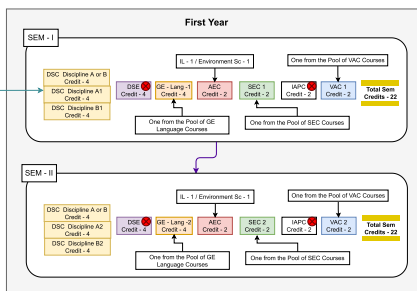 First Year
SEM - I
IL - 1 / Environment Sc - 1
One from the Pool of VAC Courses
DSC Discipline A or B
Credit - 4
DSC Discipline A1
Credit - 4
DSC Discipline B1
Credit - 4
DSE
Credit - 4
GE - Lang -1
Credit - 4
AEC
Credit - 2
SEC 1
Credit - 2
IAPC
Credit - 2
VAC 1
Credit - 2
Total Sem
Credits - 22
One from the Pool of GE
Language Courses
One from the Pool of SEC Courses
SEM - II
IL - 1 / Environment Sc - 1
One from the Pool of VAC Courses
DSC Discipline A or B
Credit - 4
DSC Discipline A2
Credit - 4
DSC Discipline B2
Credit - 4
DSE
Credit - 4
GE - Lang -2
Credit - 4
AEC
Credit - 2
SEC 2
Credit - 2
IAPC
Credit - 2
VAC 2
Credit - 2
Total Sem
Credits - 22
One from the Pool of GE
Language Courses
One from the Pool of SEC Courses